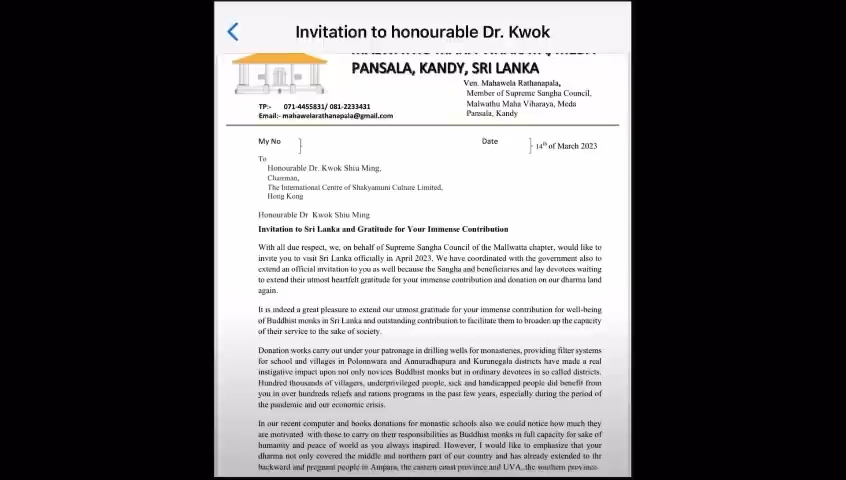 Invitation to honourable Dr. Kwok
PANSALA, KANDY, SRI LANKA
Ven. Mahawela Rathanapala,
Member of Supreme Sangha Council,
Malwathu Maha Viharaya, Meda
Pansala, Kandy
TP:- 071-4455831/ 081-2233431
Email:- mahawelarathanapala@gmail.com
My No
Date
14th of March 2023
To
Honourable Dr. Kwok Shiu Ming,
Chairman,
The International Centre of Shakyamuni Culture Limited,
Hong Kong
Honourable Dr Kwok Shiu Ming
Invitation to Sri Lanka and Gratitude for Your Immense Contribution
With all due respect, we, on behalf of Supreme Sangha Council of the Mallwatta chapter, would like to
invite you to visit Sri Lanka officially in April 2023. We have coordinated with the government also to
extend an official invitation to you as well because the Sangha and beneficiaries and lay devotees waiting
to extend their utmost heartfelt gratitude for your immense contribution and donation on our dharma land
again.
It is indeed a great pleasure to extend our utmost gratitude for your immense contribution for well-being
of Buddhist monks in Sri Lanka and outstanding contribution to facilitate them to broaden up the capacity
of their service to the sake of society.
Donation works carry out under your patronage in drilling wells for monasteries, providing filter systems
for school and villages in Polonnwara and Annuradhapura and Kurunegala districts have made a real
instigative impact upon not only novices Buddhist monks but in ordinary devotees in so called districts.
Hundred thousands of villagers, underprivileged people, sick and handicapped people did benefit from
you in over hundreds reliefs and rations programs in the past few years, especially during the period of
the pandemic and our economic crisis.
In our recent computer and books donations for monastic schools also we could notice how much they
are motivated with those to carry on their responsibilities as Buddhist monks in full capacity for sake of
humanity and peace of world as you always inspired. However, I would like to emphasize that your
dharma not only covered the middle and northern part of our country and has already extended to thr
backward and pregnant people in Ampara, the eastern coast province and UVA, the southern province